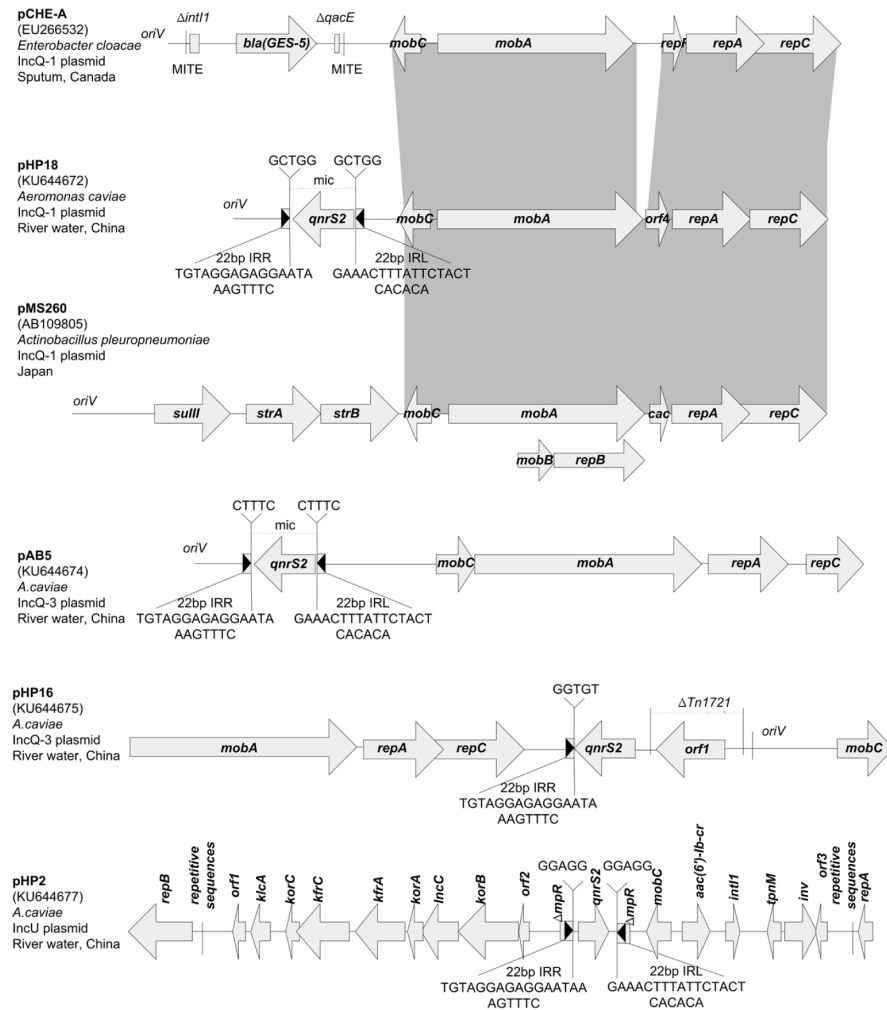 pCHE-A
(EU266532)
Enterobacter cloacae
IncQ-1 plasmid
Sputum, Canada
oriV
ΔintI1
MITE
bla(GES-5)
ΔqacE
MITE
mobC
mobA
repF
repA
repC
pHP18
(KU644672)
Aeromonas caviae
IncQ-1 plasmid
River water, China
GCTGG GCTGG
mic
oriV
qnrS2
mobC
mobA
orf4
repA
repC
22bp IRR
TGTAGGAGAGGAATA
AAGTTTC
22bp IRL
GAAACTTTATTCTACT
CACACA
pMS260
(AB109805)
Actinobacillus pleuropneumoniae
IncQ-1 plasmid
Japan
oriV
sulII
strA
strB
mobC
mobA
cac
repA
repC
mobB
repB
CTTTC CTTTC
mic
pAB5
(KU644674)
A.caviae
IncQ-3 plasmid
River water, China
oriV
qnrS2
mobC
mobA
repA
repC
22bp IRR
TGTAGGAGAGGAATA
AAGTTTC
22bp IRL
GAAACTTTATTCTACT
CACACA
pHP16
(KU644675)
A.caviae
IncQ-3 plasmid
River water, China
GGTGT
ΔTn1721
mobA
repA
repC
qnrS2
orf1
oriV
mobC
22bp IRR
TGTAGGAGAGGAATA
AAGTTTC
pHP2
(KU644677)
A.caviae
IncU plasmid
River water, China
repB
repetitive
sequences
orf1
klcA
korC
kfrC
kfrA
korA
IncC
korB
orf2
GGAGG GGAGG
ΔmpR
qnrS2
ΔmpR
mobC
aac(6')-Ib-cr
intI1
tpnM
inv
orf3
repetitive
sequences
repA
22bp IRR
TGTAGGAGAGGAATAA
AGTTTC
22bp IRL
GAAACTTTATTCTACT
CACACA